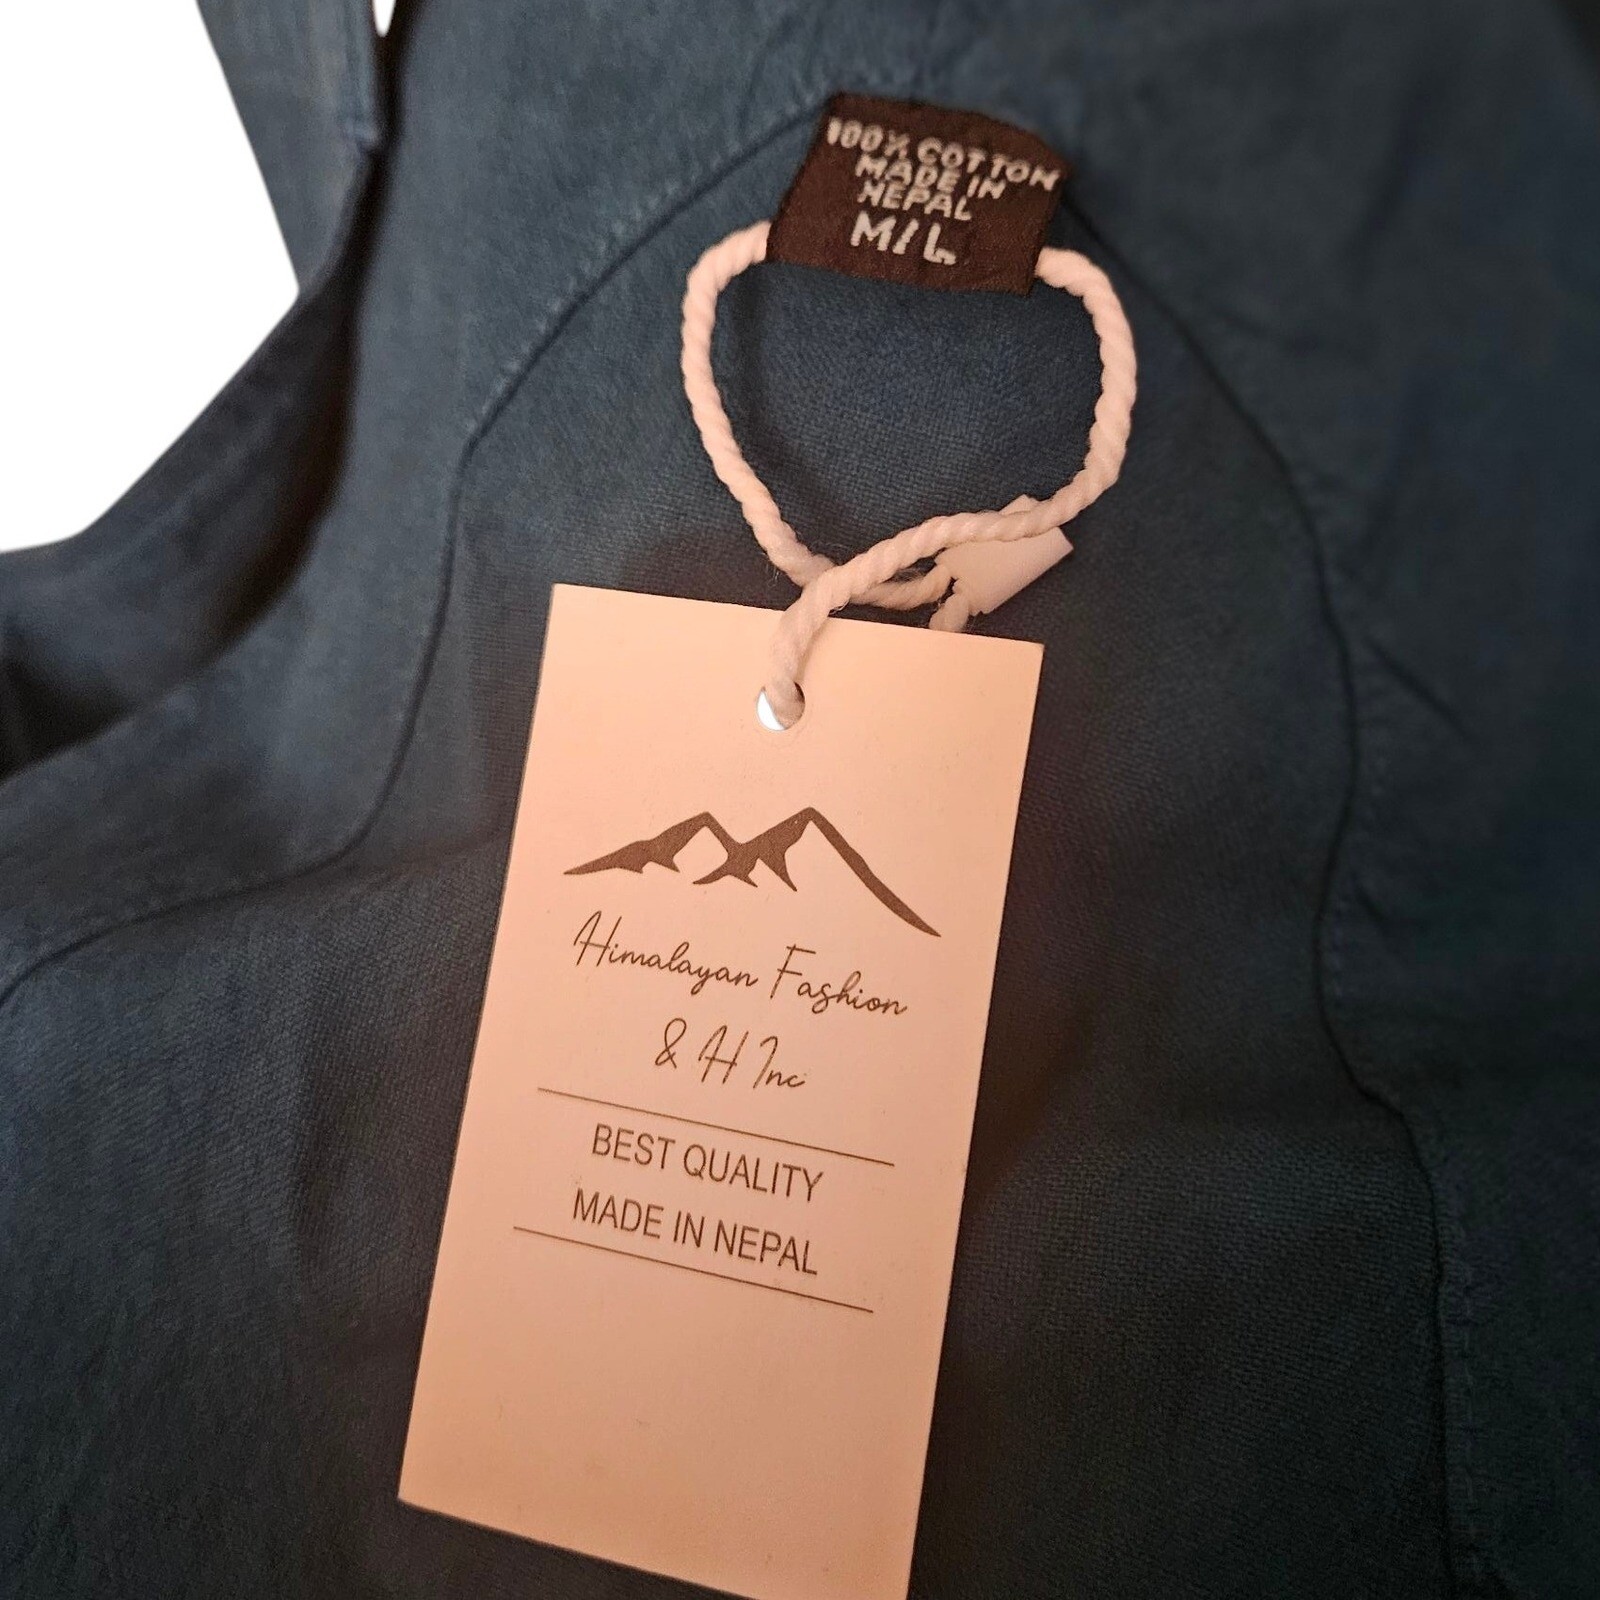 100% COTTON
MADE IN
NEPAL
M/L
Himalayan Fashion
& H Inc
BEST QUALITY
MADE IN NEPAL